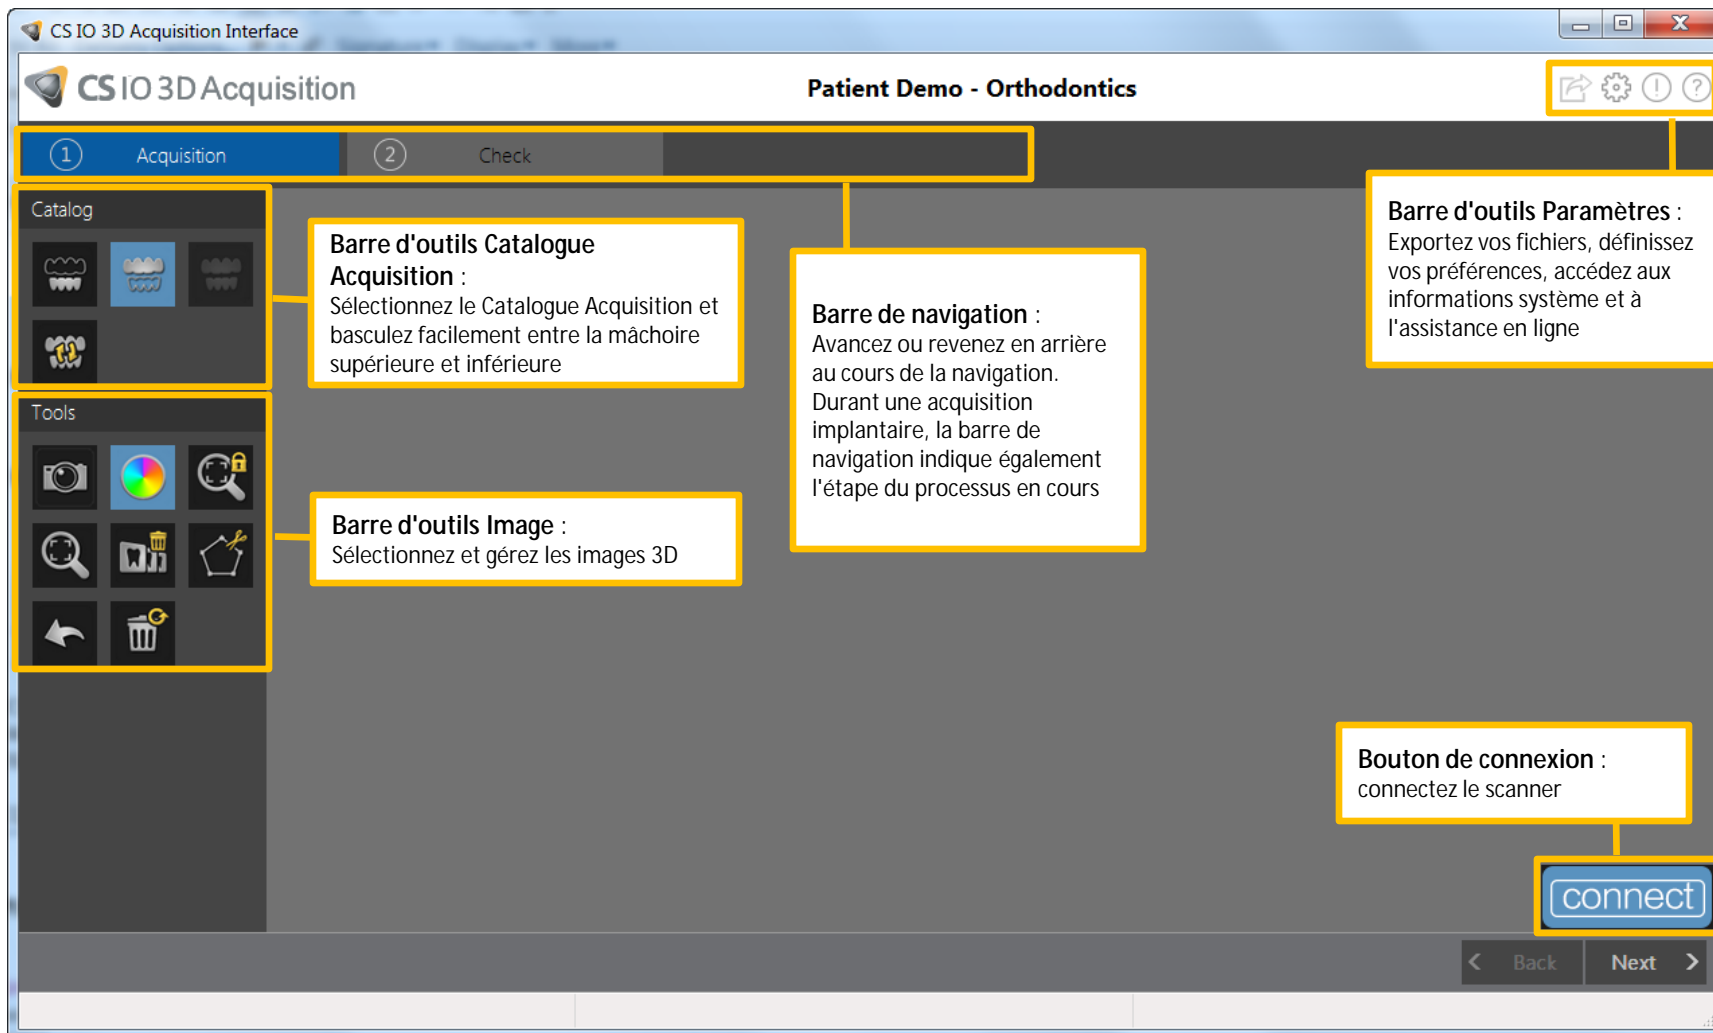 CS IO 3D Acquisition Interface
CS IO 3D Acquisition
Patient Demo - Orthodontics
1 Acquisition
2 Check
Catalog
Barre d'outils Catalogue
Acquisition :
Sélectionnez le Catalogue Acquisition et
basculez facilement entre la mâchoire
supérieure et inférieure
Barre de navigation :
Avancez ou revenez en arrière
au cours de la navigation.
Durant une acquisition
implantaire, la barre de
navigation indique également
l'étape du processus en cours
Barre d'outils Paramètres :
Exportez vos fichiers, définissez
vos préférences, accédez aux
informations système et à
l'assistance en ligne
Tools
Barre d'outils Image :
Sélectionnez et gérez les images 3D
Bouton de connexion :
connectez le scanner
connect
Back
Next